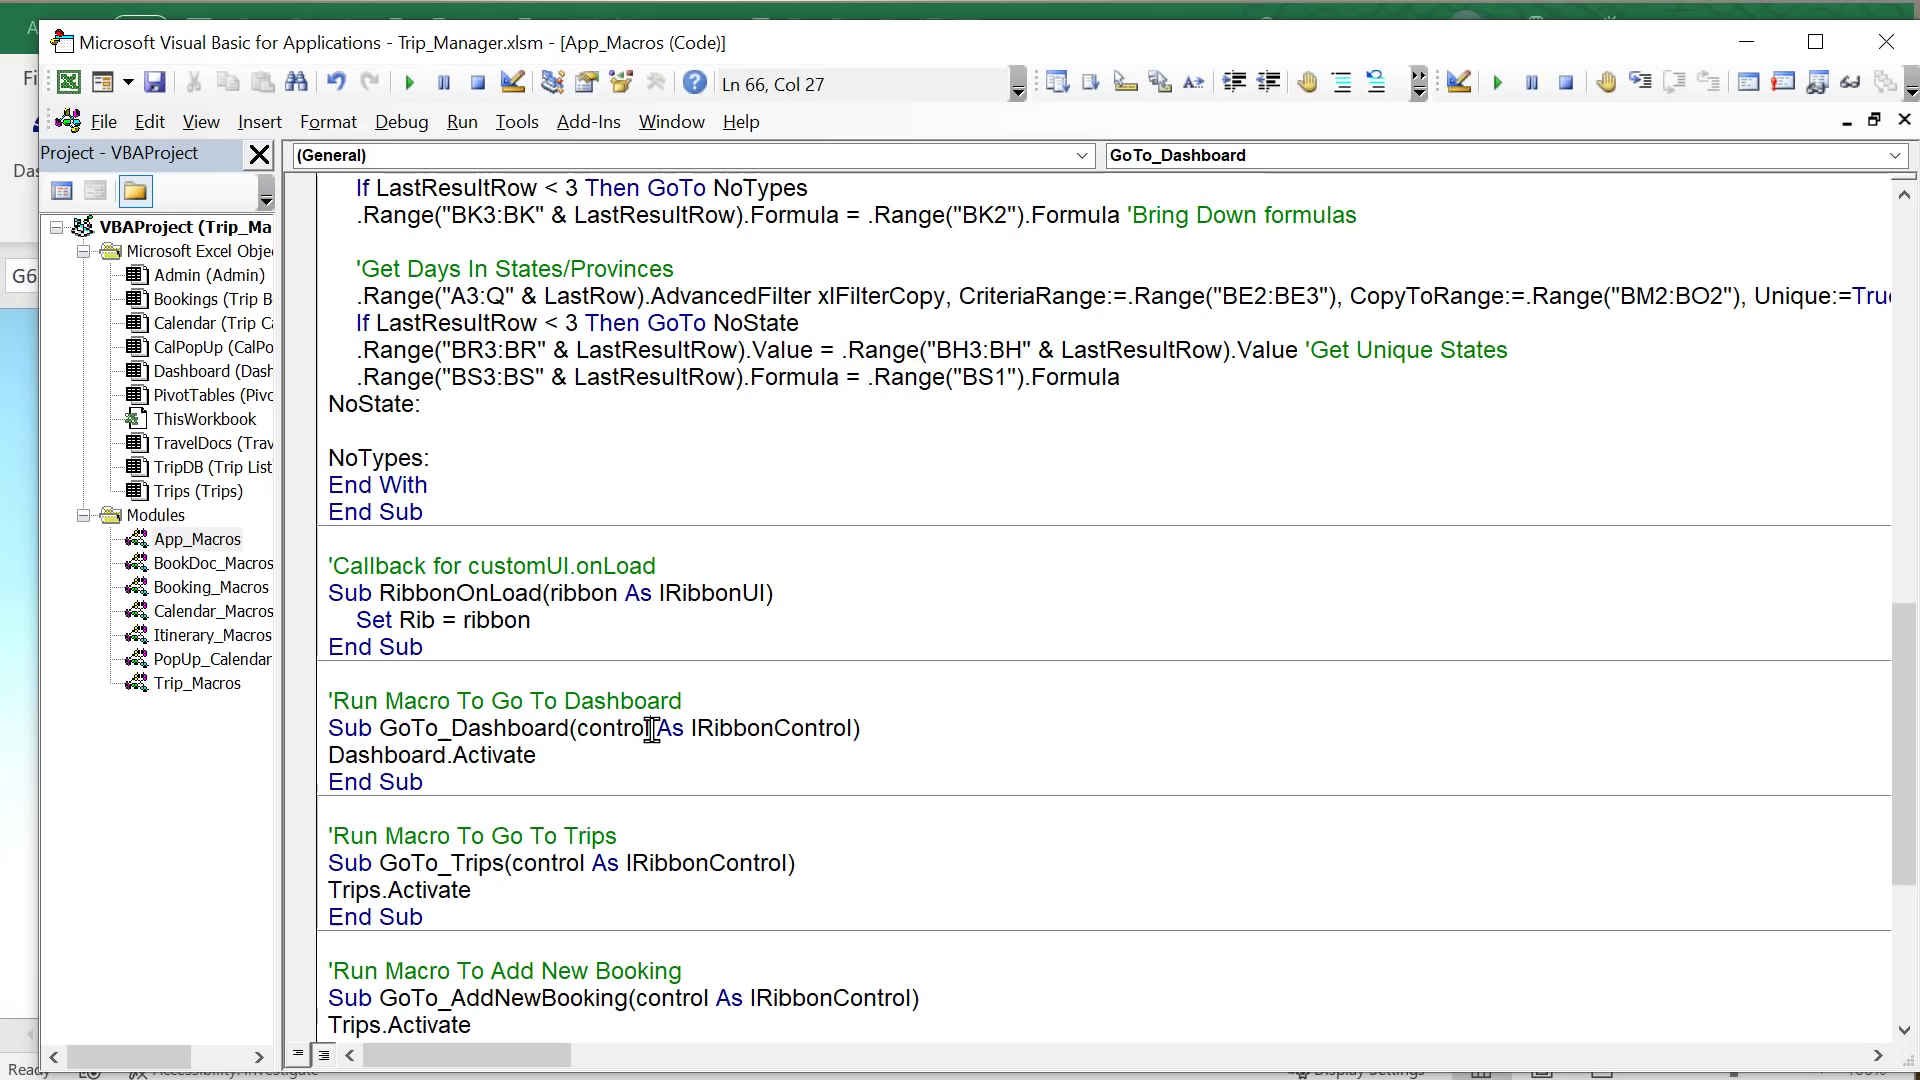 Microsoft Visual Basic for Applications - Trip_Manager.xlsm - [App_Macros (Code)]
Ln 66, Col 27
File Edit View Insert Format Debug Run Tools Add-Ins Window Help
Project - VBAProject
(General)
GoTo_Dashboard
VBAProject (Trip_Ma
Microsoft Excel Obje
Admin (Admin)
Bookings (Trip B
Calendar (Trip Ca
CalPopUp (CalPo
Dashboard (Dash
PivotTables (Pivo
ThisWorkbook
TravelDocs (Trav
TripDB (Trip List
Trips (Trips)
Modules
App_Macros
BookDoc_Macros
Booking_Macros
Calendar_Macros
Itinerary_Macros
PopUp_Calendar
Trip_Macros
If LastResultRow < 3 Then GoTo NoTypes
.Range("BK3:BK" & LastResultRow).Formula = .Range("BK2").Formula 'Bring Down formulas
'Get Days In States/Provinces
.Range("A3:Q" & LastRow).AdvancedFilter xlFilterCopy, CriteriaRange:=.Range("BE2:BE3"), CopyToRange:=.Range("BM2:BO2"), Unique:=True
If LastResultRow < 3 Then GoTo NoState
.Range("BR3:BR" & LastResultRow).Value = .Range("BH3:BH" & LastResultRow).Value 'Get Unique States
.Range("BS3:BS" & LastResultRow).Formula = .Range("BS1").Formula
NoState:
NoTypes:
End With
End Sub
'Callback for customUI.onLoad
Sub RibbonOnLoad(ribbon As IRibbonUI)
Set Rib = ribbon
End Sub
'Run Macro To Go To Dashboard
Sub GoTo_Dashboard(control As IRibbonControl)
Dashboard.Activate
End Sub
'Run Macro To Go To Trips
Sub GoTo_Trips(control As IRibbonControl)
Trips.Activate
End Sub
'Run Macro To Add New Booking
Sub GoTo_AddNewBooking(control As IRibbonControl)
Trips.Activate
Fi
Da
G6
Ready